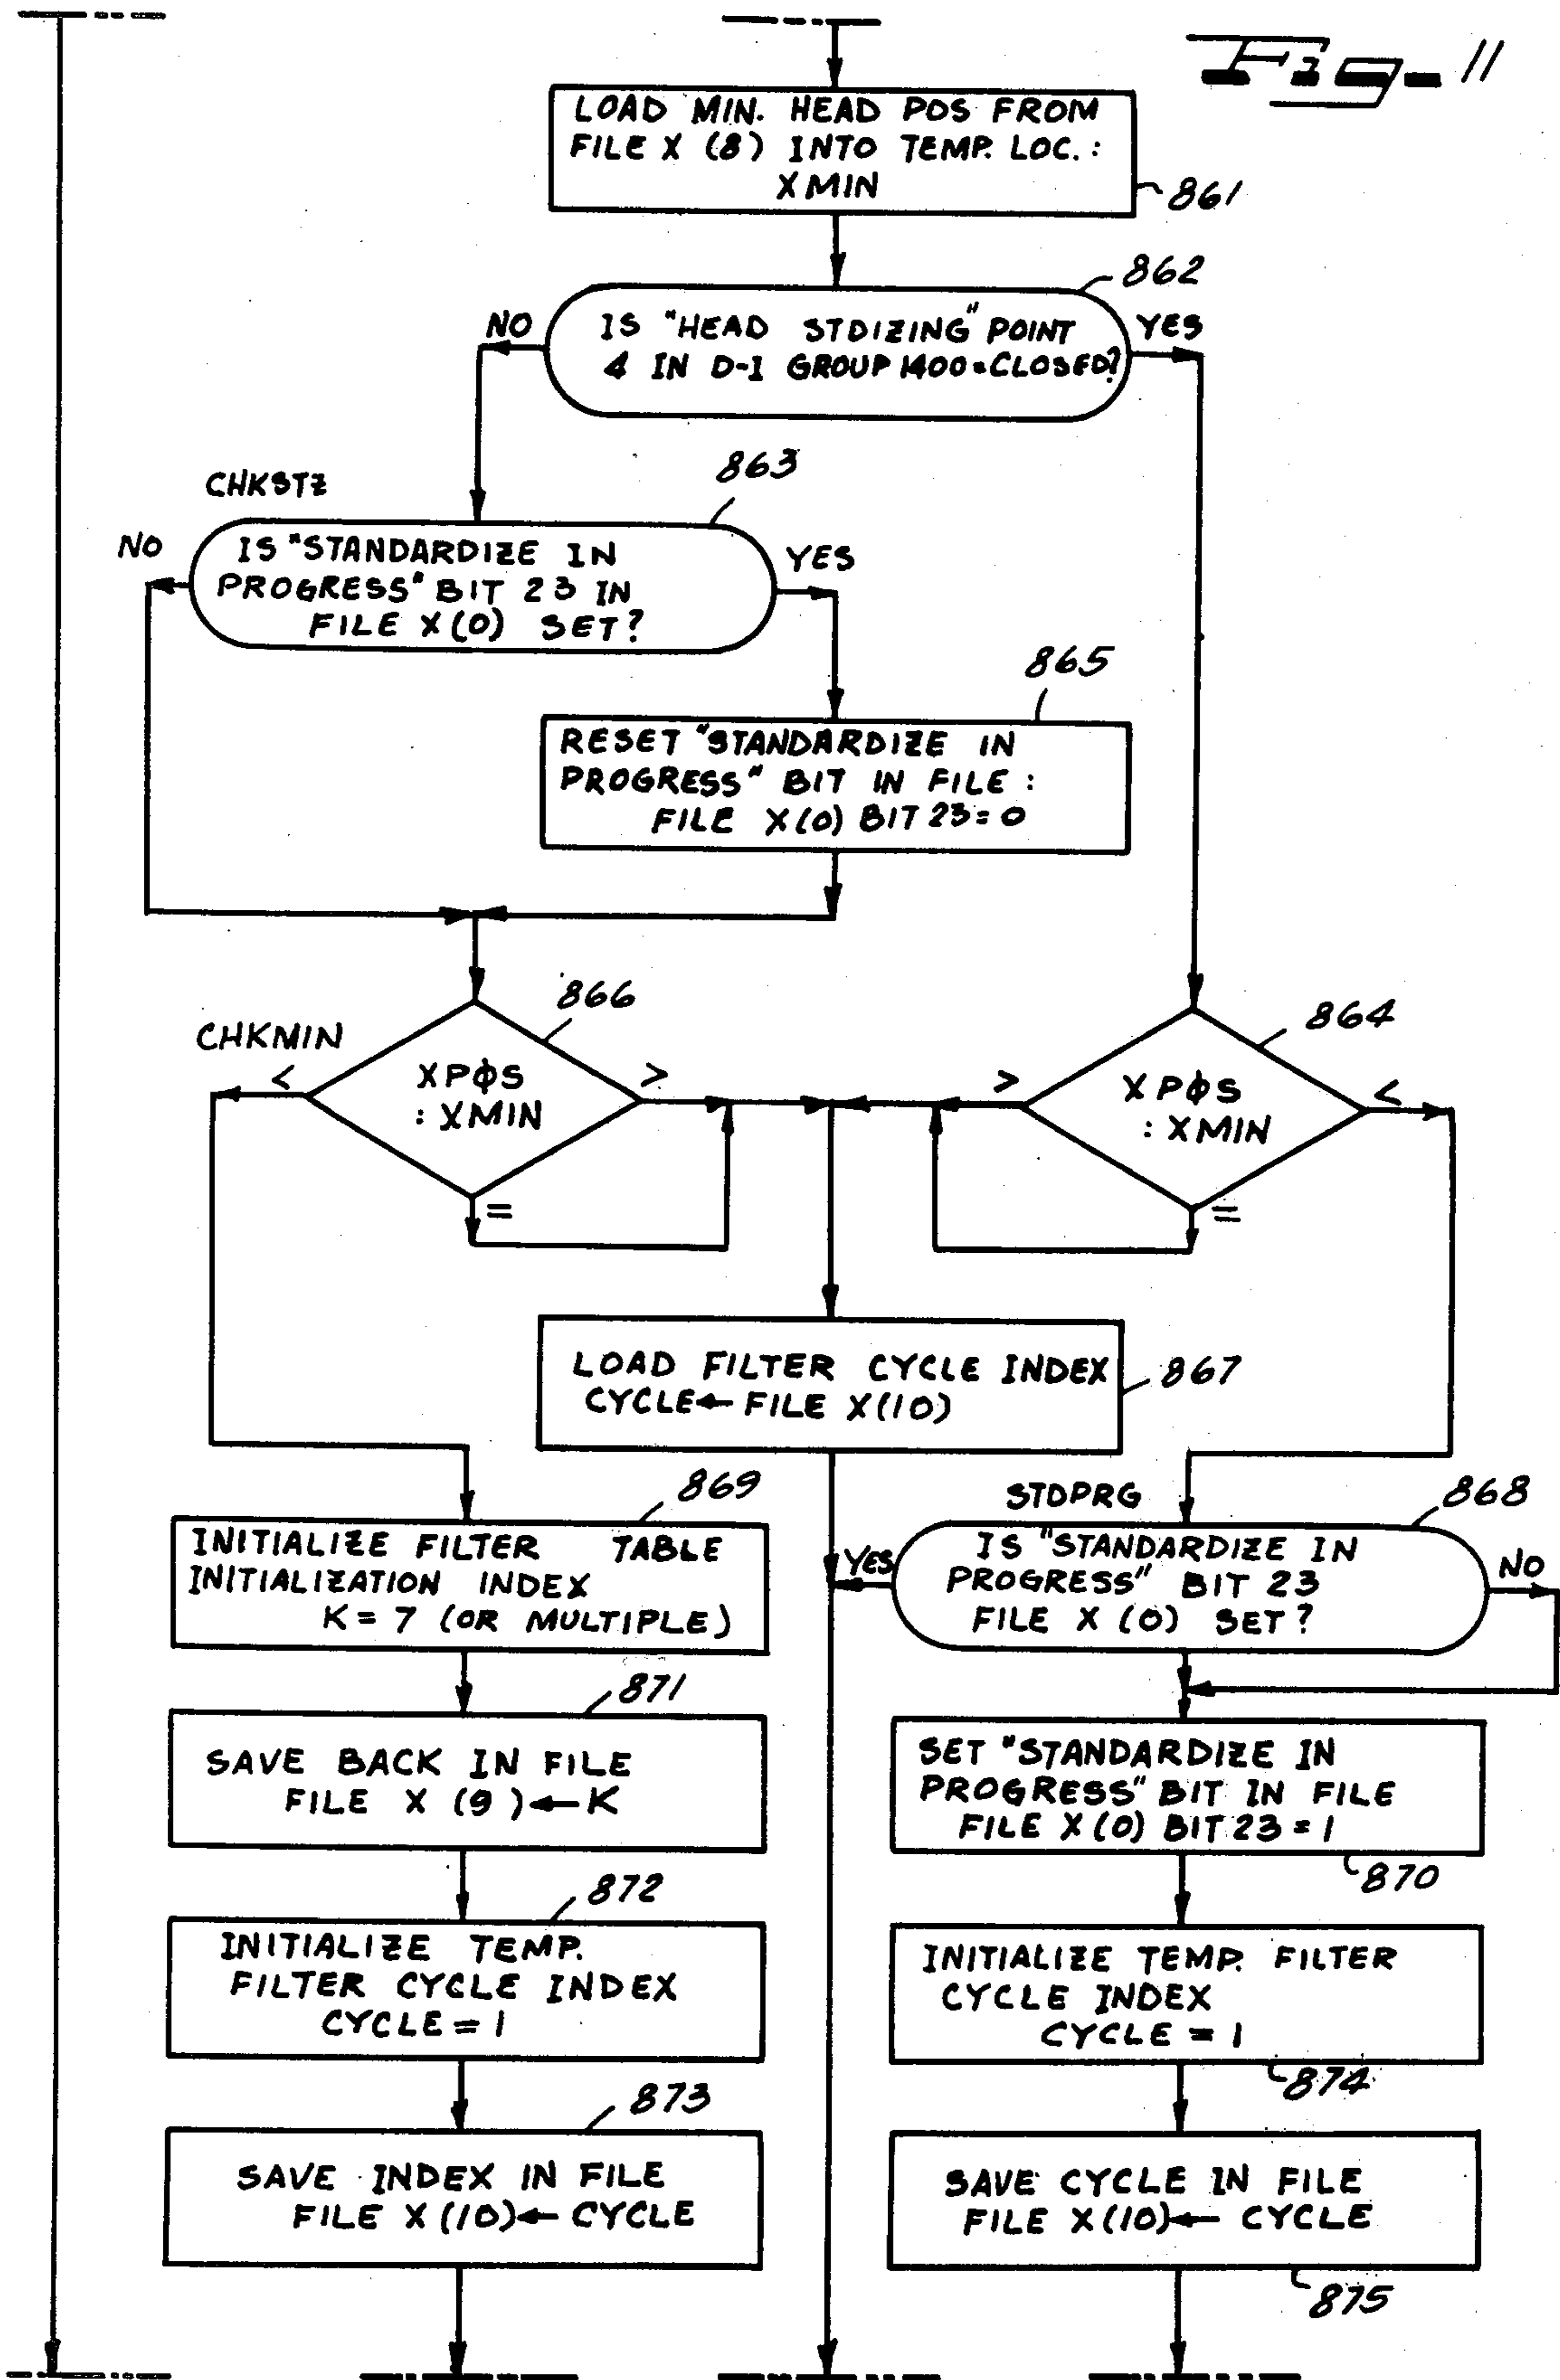 Fig-11
LOAD MIN. HEAD POS FROM
FILE X (8) INTO TEMP. LOC. :
XMIN
861
862
NO
IS "HEAD STDIZING" POINT
4 IN D-I GROUP 1400=CLOSED?
YES
CHKSTZ
863
NO
IS "STANDARDIZE IN
PROGRESS" BIT 23 IN
FILE X(0) SET?
YES
865
RESET "STANDARDIZE IN
PROGRESS" BIT IN FILE :
FILE X(0) BIT 23=0
866
864
CHKMIN
<
XPΦS
: XMIN
>
=
>
XPΦS
: XMIN
<
=
LOAD FILTER CYCLE INDEX
CYCLE← FILE X(10)
867
869
INITIALIZE FILTER TABLE
INITIALIZATION INDEX
K = 7 (OR MULTIPLE)
STDPRG
868
YES
IS "STANDARDIZE IN
PROGRESS" BIT 23
FILE X (0) SET?
NO
871
SAVE BACK IN FILE
FILE X (9)←K
SET "STANDARDIZE IN
PROGRESS" BIT IN FILE
FILE X(0) BIT 23=1
870
872
INITIALIZE TEMP.
FILTER CYCLE INDEX
CYCLE=1
INITIALIZE TEMP. FILTER
CYCLE INDEX
CYCLE = 1
874
873
SAVE INDEX IN FILE
FILE X(10)← CYCLE
SAVE CYCLE IN FILE
FILE X(10)← CYCLE
875